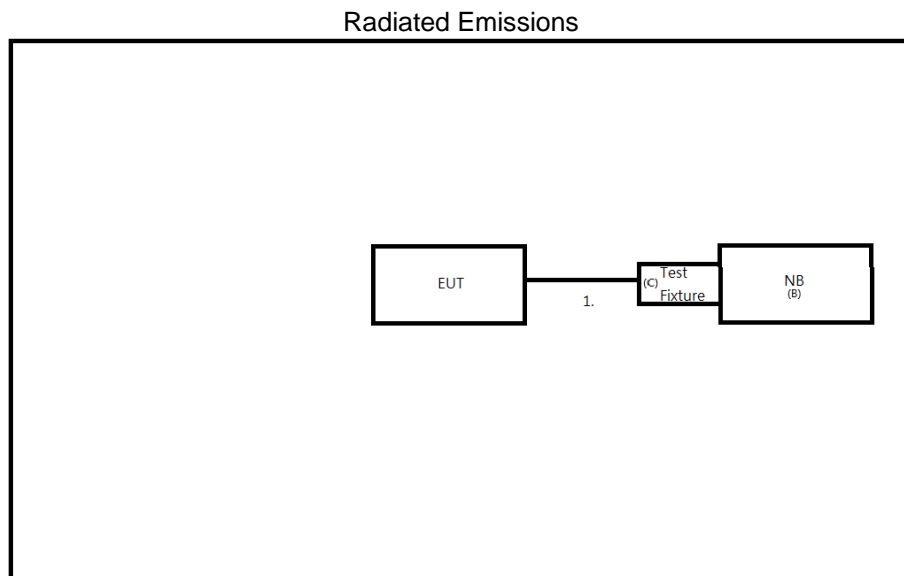 Radiated Emissions
EUT
1.
(C) Test
Fixture
NB
(B)